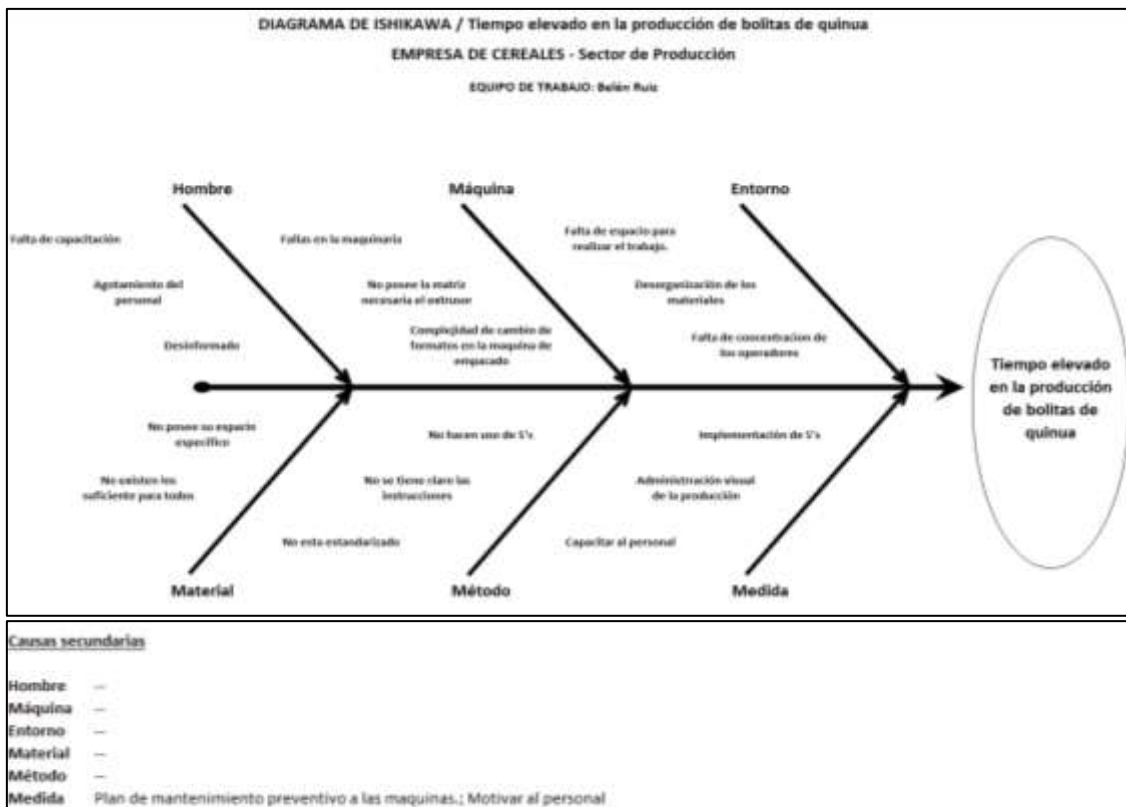 DIAGRAMA DE ISHIKAWA / Tiempo elevado en la producción de bolitas de quinua
EMPRESA DE CEREALES - Sector de Producción
EQUIPO DE TRABAJO: Belén Ruiz
Hombre
Máquina
Entorno
Falta de capacitación
Fallas en la maquinaria
Falta de espacio para
realizar el trabajo.
Agotamiento del
personal
No posee la matriz
necesaria el extrusor
Desorganización de los
materiales
Desinformado
Complejidad de cambio de
formatos en la maquina de
empacado
Falta de concentracion de
los operadores
Tiempo elevado
en la producción
de bolitas de
quinua
No posee su espacio
específico
No hacen uso de 5's
Implementación de 5's
No existen los
suficiente para todos
No se tiene claro las
instrucciones
Administración visual
de la producción
No esta estandarizado
Capacitar al personal
Material
Método
Medida
Causas secundarias
Hombre --
Máquina --
Entorno --
Material --
Método --
Medida Plan de mantenimiento preventivo a las maquinas.; Motivar al personal